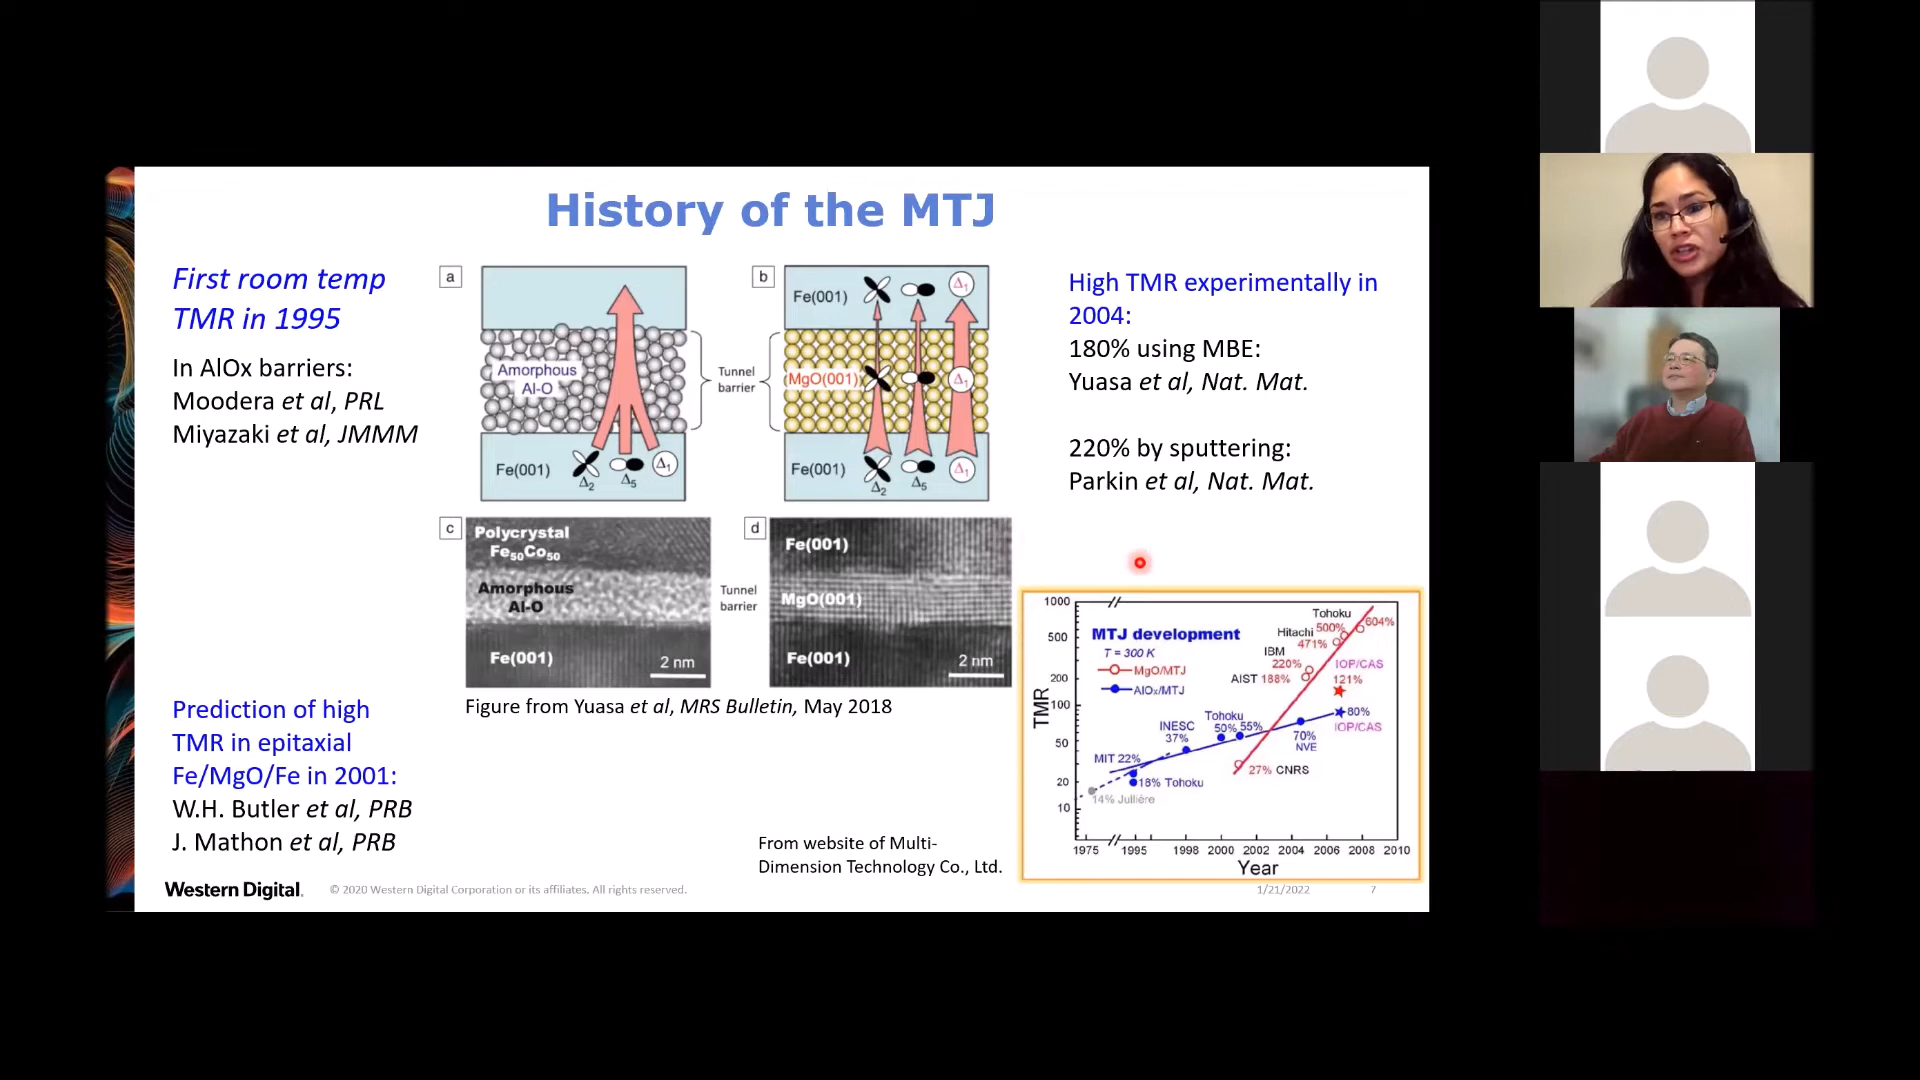 History of the MTJ
First room temp
TMR in 1995
In AlOx barriers:
Moodera et al, PRL
Miyazaki et al, JMMM
Prediction of high
TMR in epitaxial
Fe/MgO/Fe in 2001:
W.H. Butler et al, PRB
J. Mathon et al, PRB
a
Amorphous
Al-O
Fe(001)
Δ2
Δ5
Δ1
Tunnel
barrier
b
Fe(001)
Δ1
MgO(001)
Δ1
Fe(001)
Δ1
Δ2
Δ5
c
Polycrystal
Fe50Co50
Amorphous
Al-O
Fe(001)
2 nm
Tunnel
barrier
d
Fe(001)
MgO(001)
Fe(001)
2 nm
Figure from Yuasa et al, MRS Bulletin, May 2018
High TMR experimentally in
2004:
180% using MBE:
Yuasa et al, Nat. Mat.
220% by sputtering:
Parkin et al, Nat. Mat.
MTJ development
T = 300 K
MgO/MTJ
AlOx/MTJ
1000
500
200
100
50
20
10
TMR
Tohoku
500%
604%
Hitachi
471%
IBM
220%
IOP/CAS
AIST 188%
121%
80%
IOP/CAS
INESC
37%
Tohoku
50%
55%
70%
NVE
MIT 22%
18% Tohoku
27% CNRS
14% Jullière
1975
1995
1998
2000
2002
2004
2006
2008
2010
Year
From website of Multi-
Dimension Technology Co., Ltd.
Western Digital.
© 2020 Western Digital Corporation or its affiliates. All rights reserved.
1/21/2022
7